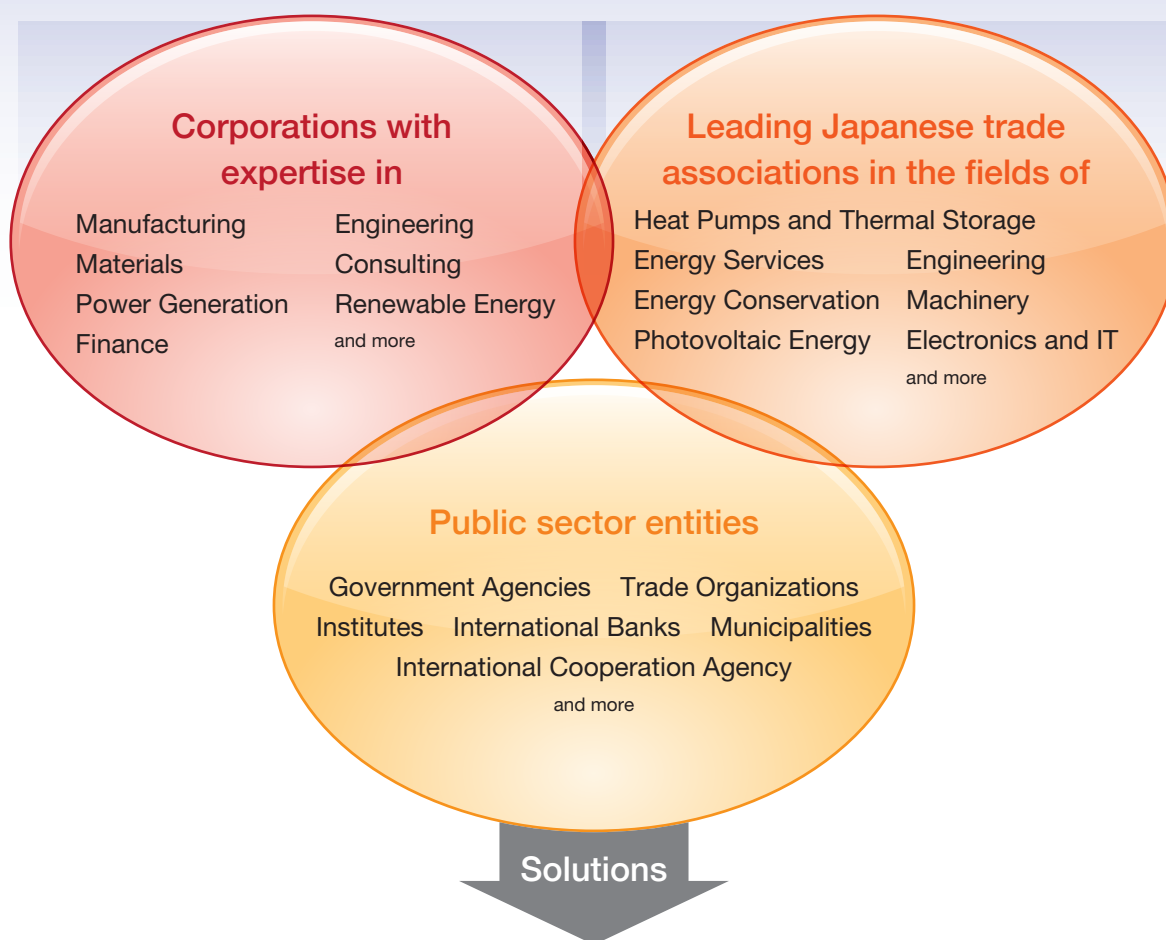 Corporations with
expertise in
Manufacturing
Materials
Power Generation
Finance
Engineering
Consulting
Renewable Energy
and more
Leading Japanese trade
associations in the fields of
Heat Pumps and Thermal Storage
Energy Services
Energy Conservation
Photovoltaic Energy
Engineering
Machinery
Electronics and IT
and more
Public sector entities
Government Agencies Trade Organizations
Institutes International Banks Municipalities
International Cooperation Agency
and more
Solutions